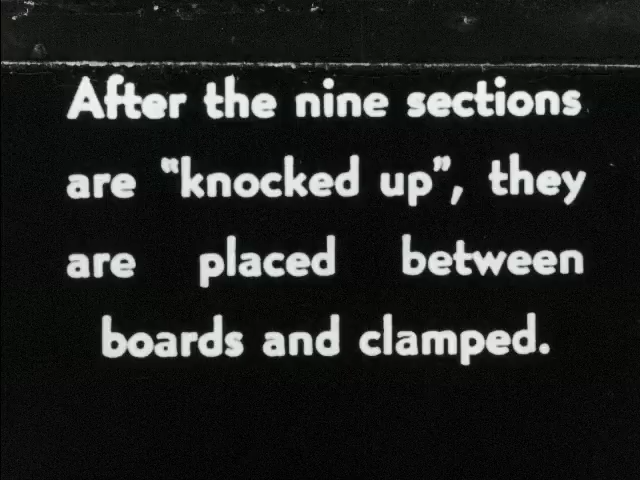 After the nine sections
are “knocked up”, they
are placed between
boards and clamped.